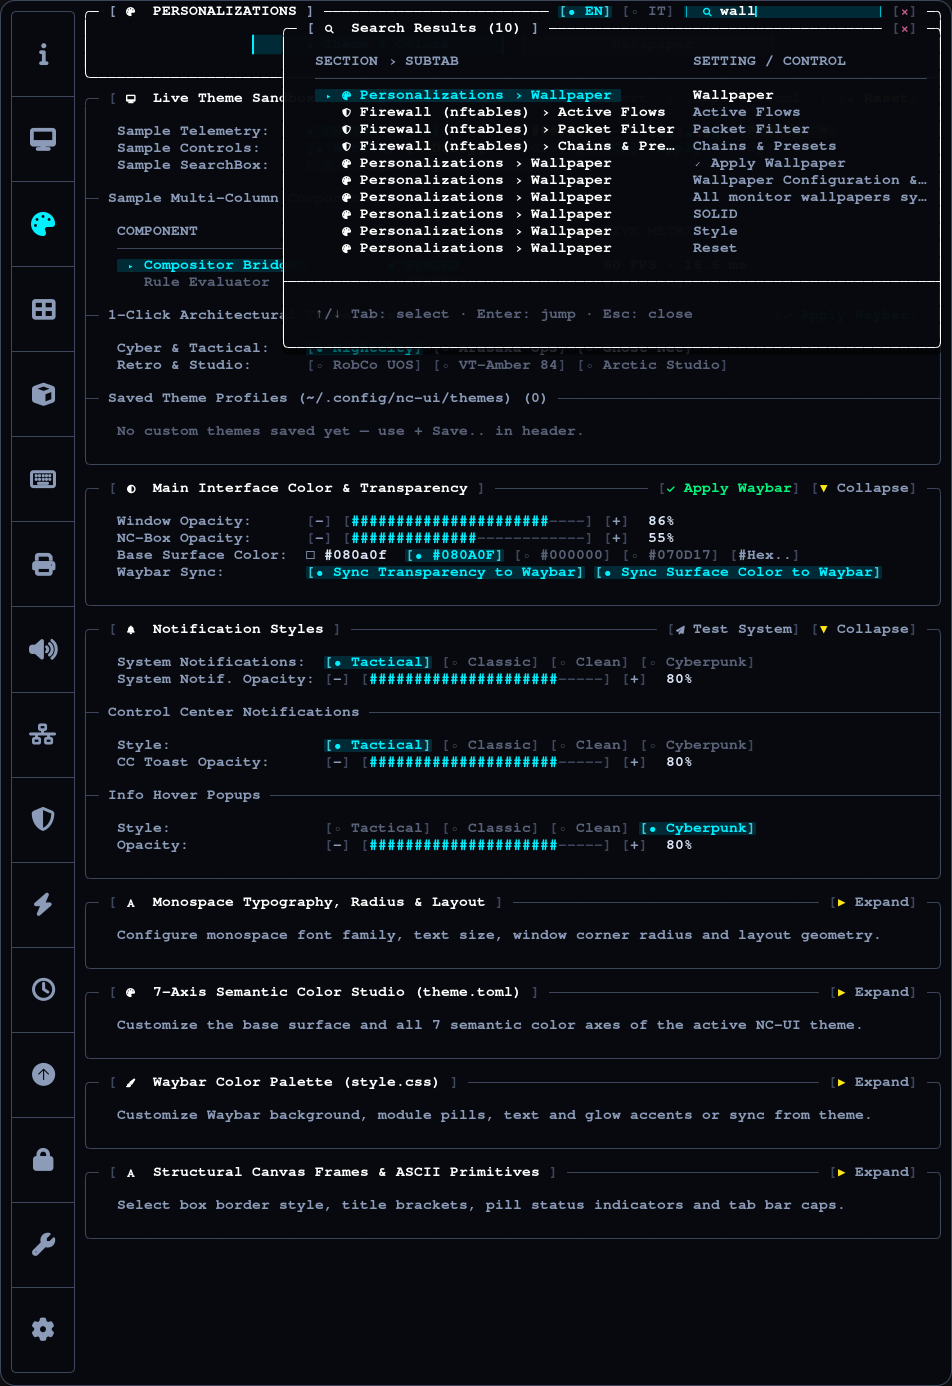 [ PERSONALIZATIONS ] [● EN] [○ IT] wall [×]
[ Search Results (10) ] [×]
SECTION › SUBTAB SETTING / CONTROL
▸ Personalizations › Wallpaper Wallpaper
Firewall (nftables) › Active Flows Active Flows
Firewall (nftables) › Packet Filter Packet Filter
Firewall (nftables) › Chains & Pre… Chains & Presets
Personalizations › Wallpaper ✓ Apply Wallpaper
Personalizations › Wallpaper Wallpaper Configuration &…
Personalizations › Wallpaper All monitor wallpapers sy…
Personalizations › Wallpaper SOLID
Personalizations › Wallpaper Style
Personalizations › Wallpaper Reset
↑/↓ Tab: select · Enter: jump · Esc: close
[ Live Theme San
Sample Telemetry:
Sample Controls:
Sample SearchBox:
Sample Multi-Column
COMPONENT
▸ Compositor Brid
Rule Evaluator
1-Click Architectura
Cyber & Tactical: [● NightCity] [○ Arasaka Ops] [○ Ghost Net]
Retro & Studio: [○ RobCo UOS] [○ VT-Amber 84] [○ Arctic Studio]
Saved Theme Profiles (~/.config/nc-ui/themes) (0)
No custom themes saved yet — use + Save.. in header.
[ Main Interface Color & Transparency ] [✓ Apply Waybar] [▼ Collapse]
Window Opacity: [-] [######################----] [+] 86%
NC-Box Opacity: [-] [##############------------] [+] 55%
Base Surface Color: □ #080a0f [● #080A0F] [○ #000000] [○ #070D17] [#Hex..]
Waybar Sync: [● Sync Transparency to Waybar] [● Sync Surface Color to Waybar]
[ Notification Styles ] [Test System] [▼ Collapse]
System Notifications: [● Tactical] [○ Classic] [○ Clean] [○ Cyberpunk]
System Notif. Opacity: [-] [#####################-----] [+] 80%
Control Center Notifications
Style: [● Tactical] [○ Classic] [○ Clean] [○ Cyberpunk]
CC Toast Opacity: [-] [#####################-----] [+] 80%
Info Hover Popups
Style: [○ Tactical] [○ Classic] [○ Clean] [● Cyberpunk]
Opacity: [-] [#####################-----] [+] 80%
[ A Monospace Typography, Radius & Layout ] [▶ Expand]
Configure monospace font family, text size, window corner radius and layout geometry.
[ 7-Axis Semantic Color Studio (theme.toml) ] [▶ Expand]
Customize the base surface and all 7 semantic color axes of the active NC-UI theme.
[ Waybar Color Palette (style.css) ] [▶ Expand]
Customize Waybar background, module pills, text and glow accents or sync from theme.
[ A Structural Canvas Frames & ASCII Primitives ] [▶ Expand]
Select box border style, title brackets, pill status indicators and tab bar caps.